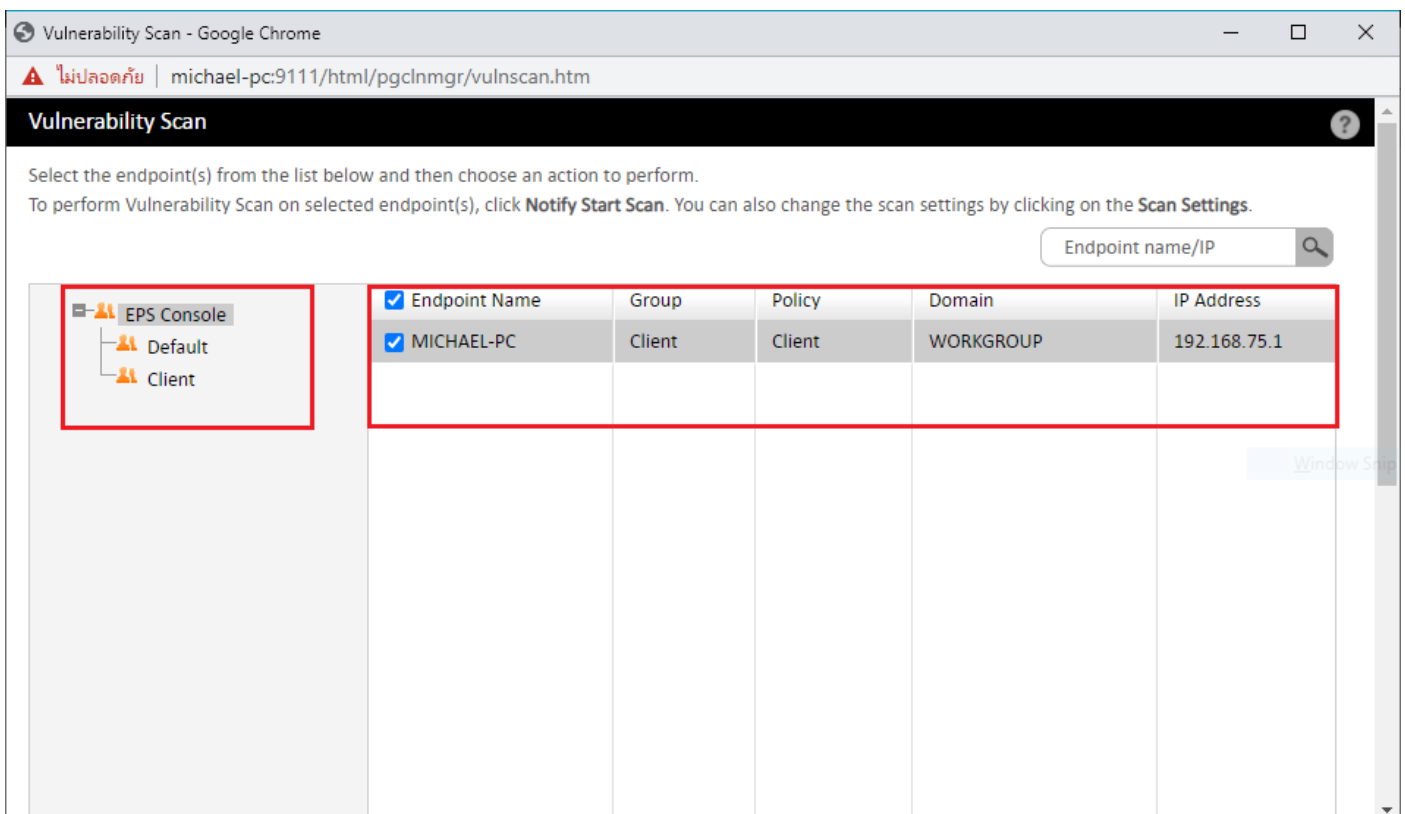 Vulnerability Scan - Google Chrome
ไม่ปลอดภัย | michael-pc:9111/html/pgclnmgr/vulnscan.htm
Vulnerability Scan
?
Select the endpoint(s) from the list below and then choose an action to perform.
To perform Vulnerability Scan on selected endpoint(s), click Notify Start Scan. You can also change the scan settings by clicking on the Scan Settings.
Endpoint name/IP
EPS Console
Default
Client
Endpoint Name Group Policy Domain IP Address
MICHAEL-PC Client Client WORKGROUP 192.168.75.1
Window Snip